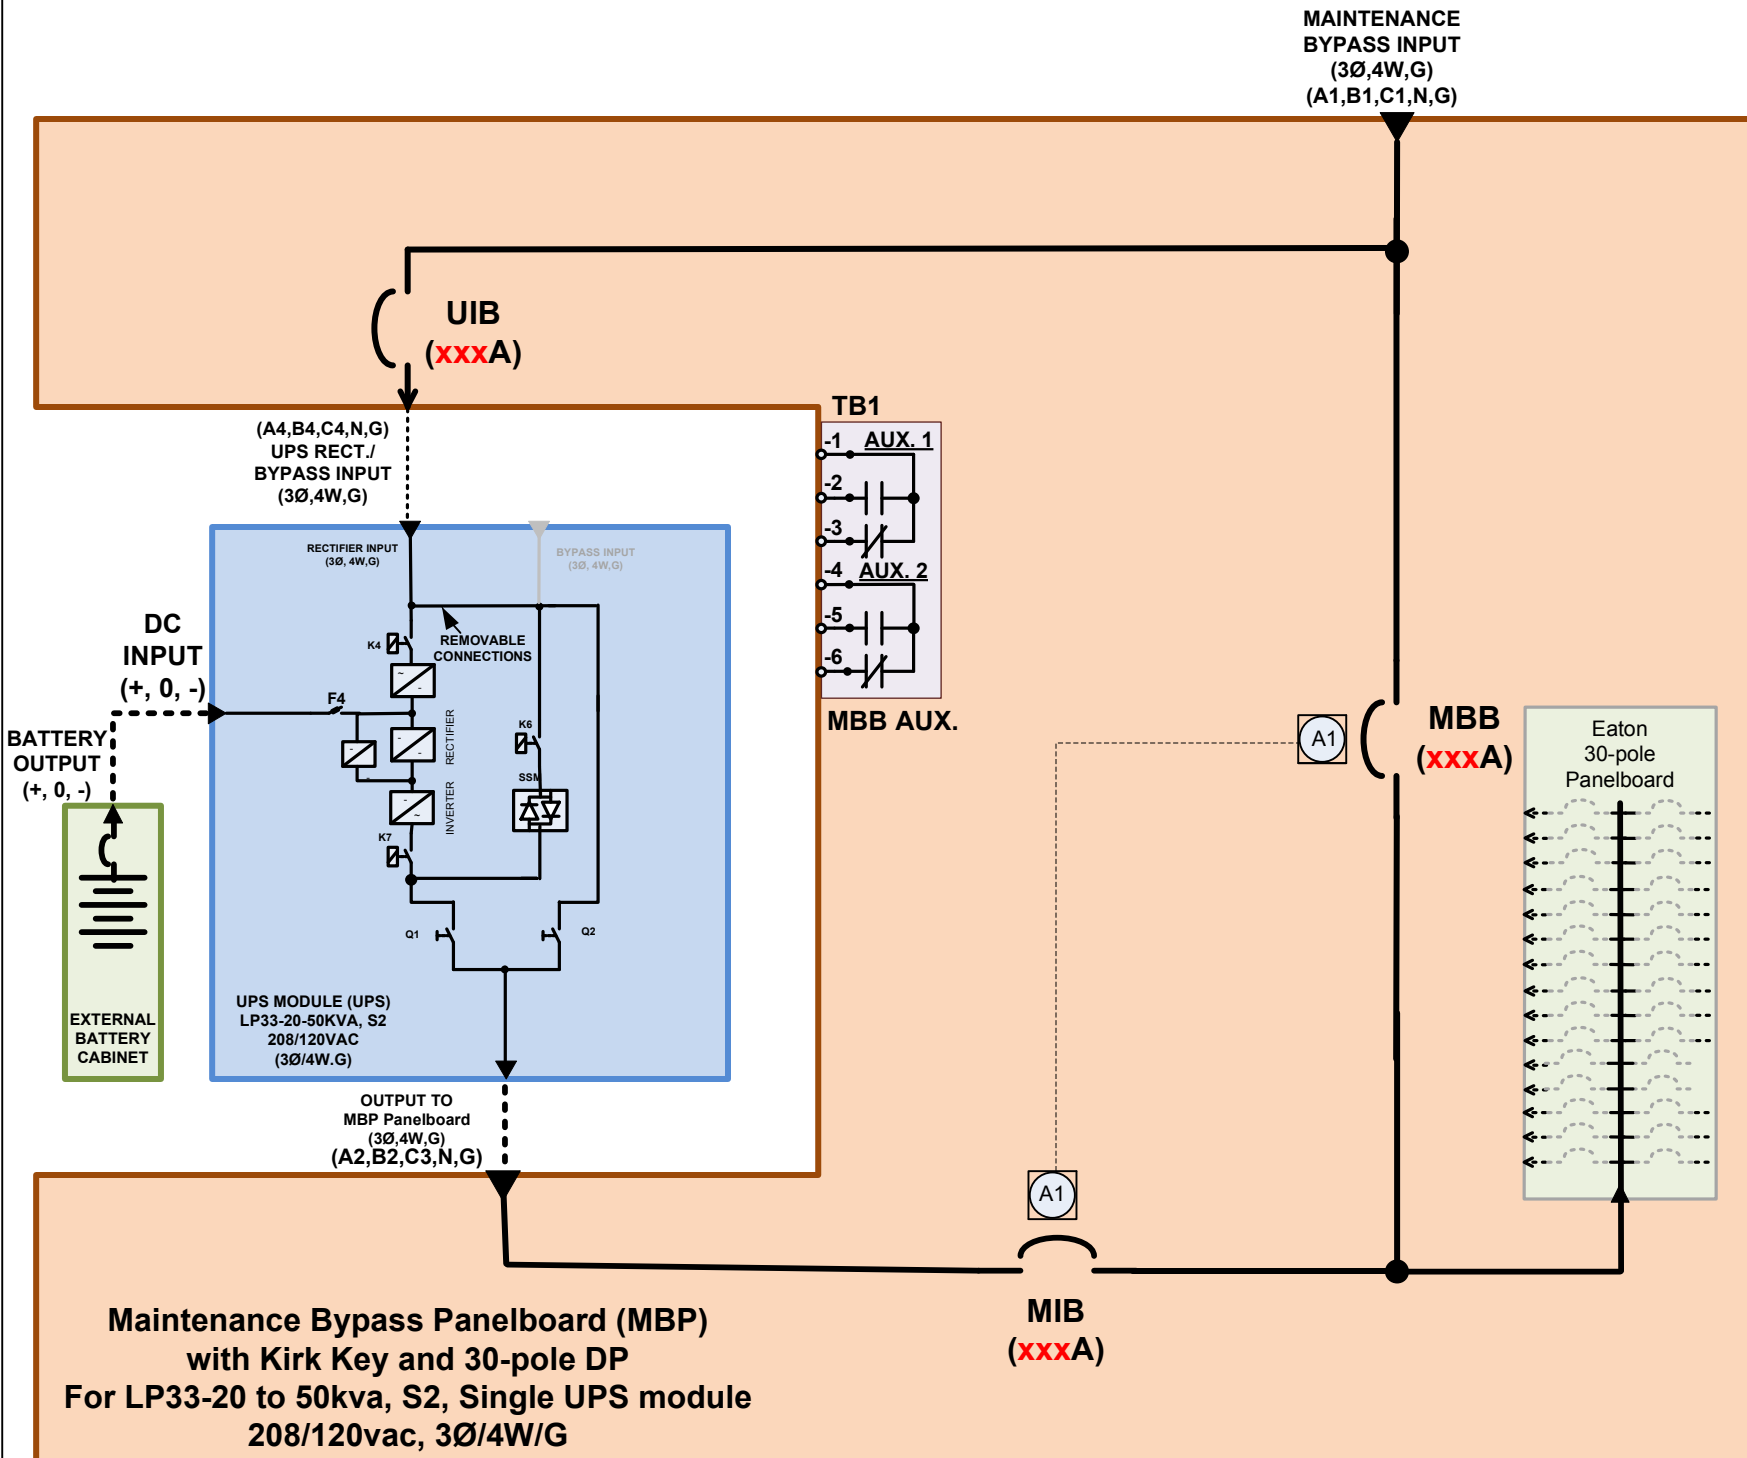 MAINTENANCE
BYPASS INPUT
(3Ø,4W,G)
(A1,B1,C1,N,G)
UIB
(xxxA)
(A4,B4,C4,N,G)
UPS RECT./
BYPASS INPUT
(3Ø,4W,G)
TB1
-1 AUX. 1
-2
-3
-4 AUX. 2
-5
-6
MBB AUX.
RECTIFIER INPUT
(3Ø, 4W,G)
BYPASS INPUT
(3Ø, 4W,G)
K4
REMOVABLE
CONNECTIONS
DC
INPUT
(+, 0, -)
F4
RECTIFIER
K6
SSM
INVERTER
K7
Q1
Q2
BATTERY
OUTPUT
(+, 0, -)
EXTERNAL
BATTERY
CABINET
UPS MODULE (UPS)
LP33-20-50KVA, S2
208/120VAC
(3Ø/4W.G)
OUTPUT TO
MBP Panelboard
(3Ø,4W,G)
(A2,B2,C3,N,G)
A1
MBB
(xxxA)
Eaton
30-pole
Panelboard
A1
MIB
(xxxA)
Maintenance Bypass Panelboard (MBP)
with Kirk Key and 30-pole DP
For LP33-20 to 50kva, S2, Single UPS module
208/120vac, 3Ø/4W/G